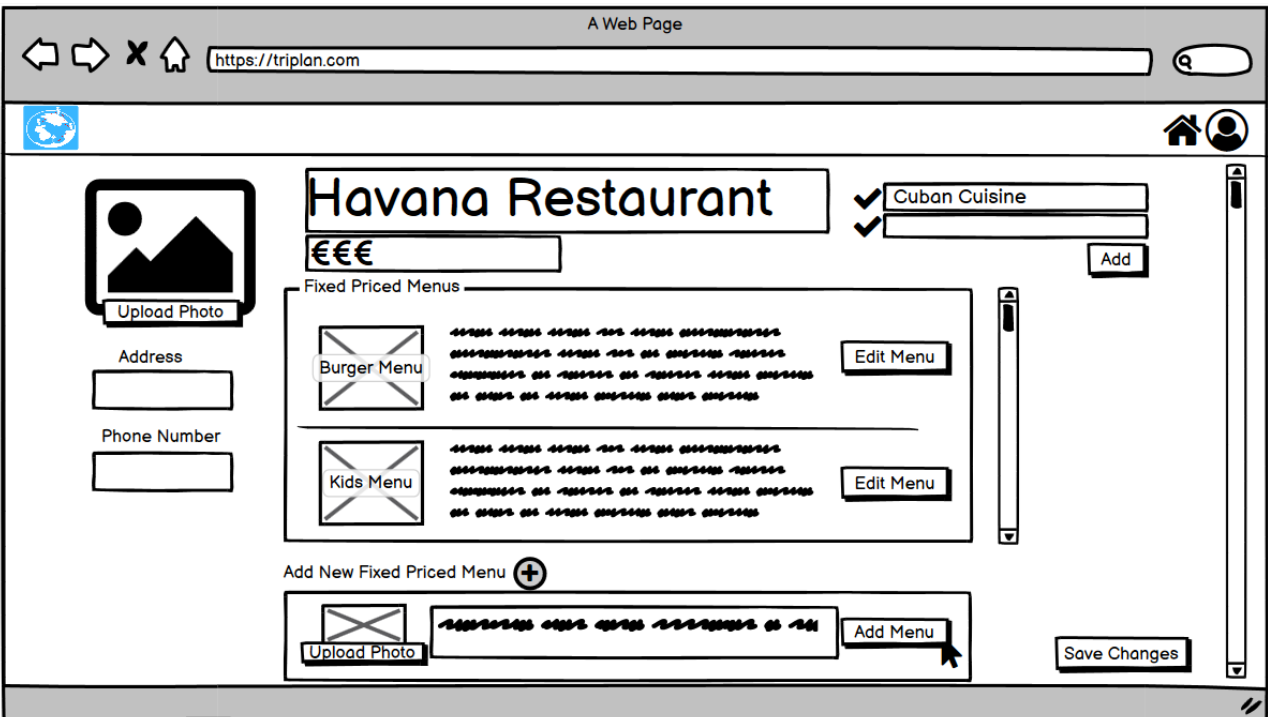 A Web Page
https://triplan.com
Havana Restaurant
Cuban Cuisine
€€€
Add
Upload Photo
Fixed Priced Menus
Address
Burger Menu
Edit Menu
Phone Number
Kids Menu
Edit Menu
Add New Fixed Priced Menu
Upload Photo
Add Menu
Save Changes